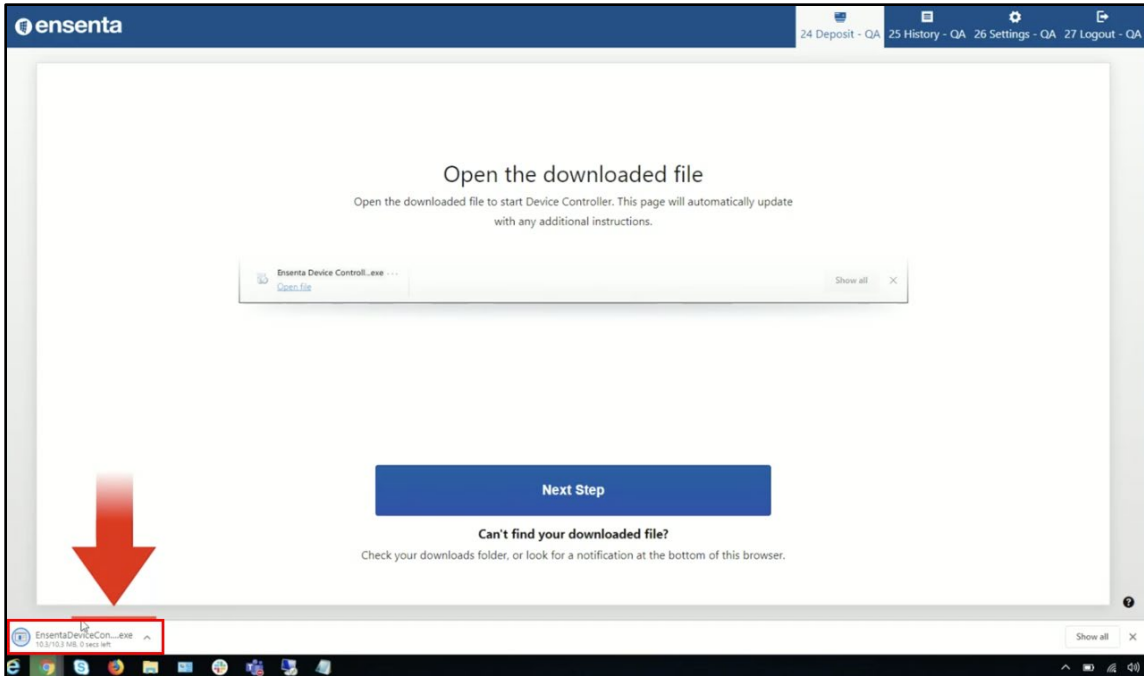 ensenta
24 Deposit - QA 25 History - QA 26 Settings - QA 27 Logout - QA
Open the downloaded file
Open the downloaded file to start Device Controller. This page will automatically update
with any additional instructions.
Ensenta Device Controll...exe ...
Open file
Show all
Next Step
Can't find your downloaded file?
Check your downloads folder, or look for a notification at the bottom of this browser.
EnsentaDeviceCon....exe
10.3/10.3 MB, 0 secs left
Show all